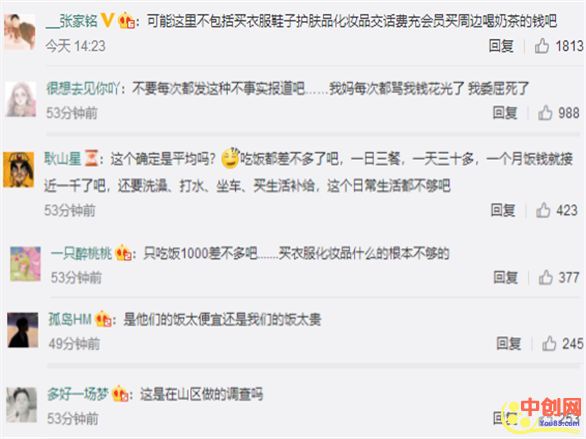 __张家铭：可能这里不包括买衣服鞋子护肤品化妆品交话费充会员买周边喝奶茶的钱吧
今天 14:23
回复 1813
很想去见你吖：不要每次都发这种不事实报道吧……我妈每次都骂我钱花光了 我委屈死了
53分钟前
回复 988
耿山星：这个确定是平均吗？吃饭都差不多了吧，一日三餐，一天三十多，一个月饭钱就接
近一千了吧，还要洗澡、打水、坐车、买生活补给，这个日常生活都不够吧
53分钟前
回复 423
一只醉桃桃：只吃饭1000差不多吧.......买衣服化妆品什么的根本不够的
53分钟前
回复 377
孤岛HM：是他们的饭太便宜还是我们的饭太贵
49分钟前
回复 245
多好一场梦：这是在山区做的调查吗
53分钟前
回复 253
中创网
You85.com